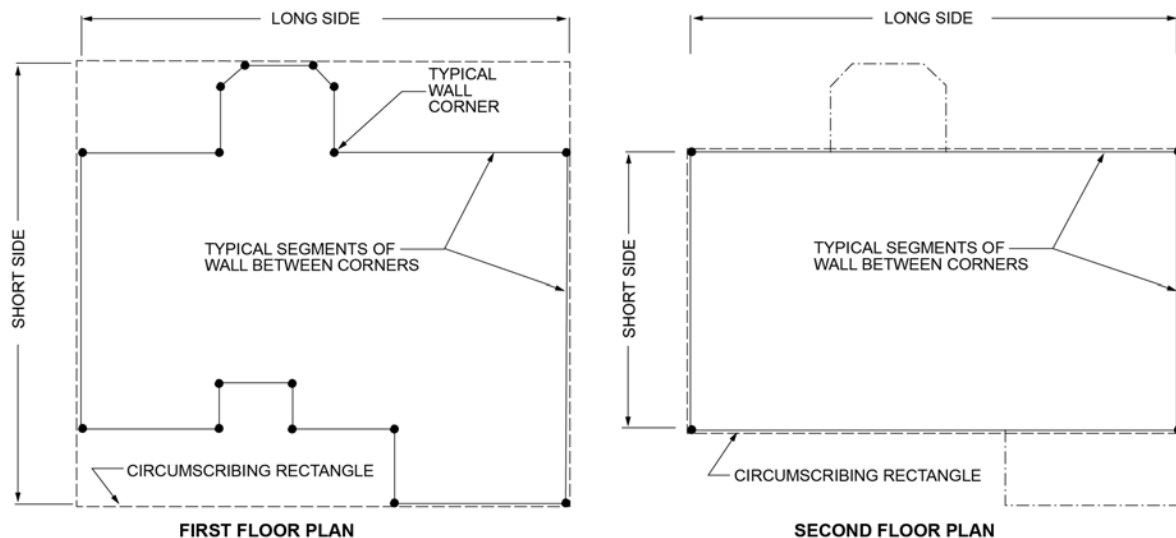 LONG SIDE
TYPICAL
WALL
CORNER
SHORT SIDE
TYPICAL SEGMENTS OF
WALL BETWEEN CORNERS
CIRCUMSCRIBING RECTANGLE
FIRST FLOOR PLAN
LONG SIDE
SHORT SIDE
TYPICAL SEGMENTS OF
WALL BETWEEN CORNERS
CIRCUMSCRIBING RECTANGLE
SECOND FLOOR PLAN